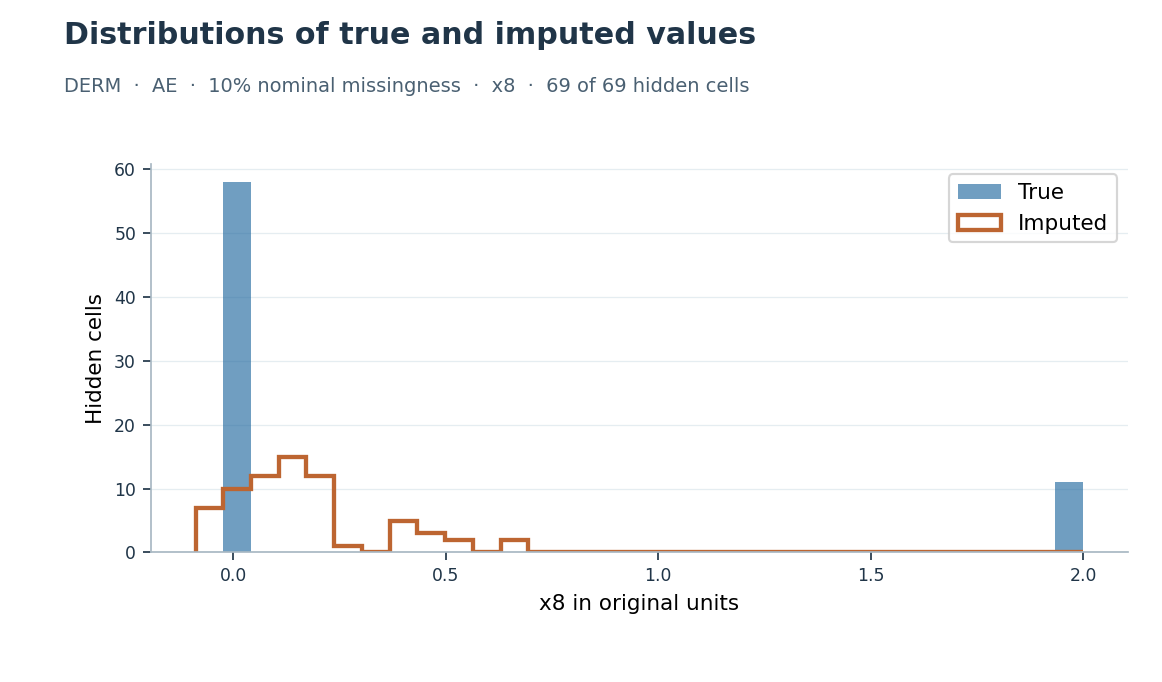 Distributions of true and imputed values
DERM · AE · 10% nominal missingness · x8 · 69 of 69 hidden cells
True
Imputed
Hidden cells
60
50
40
30
20
10
0
0.0 0.5 1.0 1.5 2.0
x8 in original units